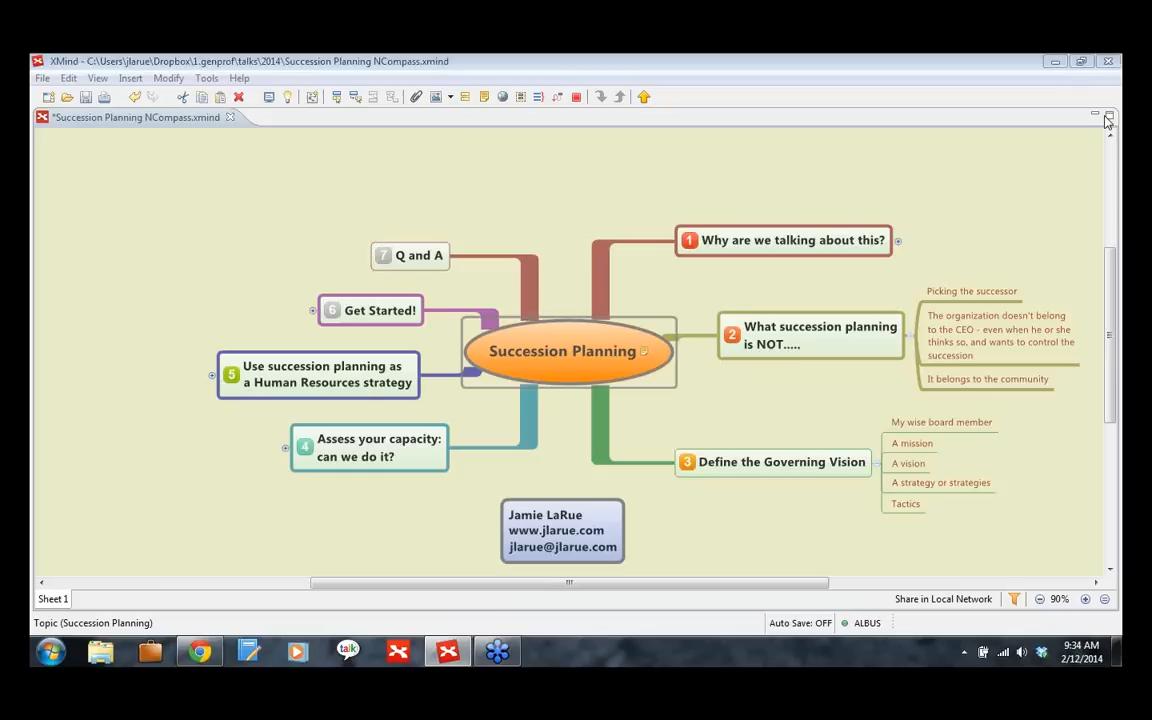 XMind - C:\Users\jlarue\Dropbox\1.genprof\talks\2014\Succession Planning NCompass.xmind
File Edit View Insert Modify Tools Help
*Succession Planning NCompass.xmind
1 Why are we talking about this?
7 Q and A
Picking the successor
6 Get Started!
The organization doesn't belong
to the CEO - even when he or she
thinks so, and wants to control the
succession
2 What succession planning
is NOT.....
It belongs to the community
Succession Planning
5 Use succession planning as
a Human Resources strategy
4 Assess your capacity:
can we do it?
3 Define the Governing Vision
My wise board member
A mission
A vision
A strategy or strategies
Tactics
Jamie LaRue
www.jlarue.com
jlarue@jlarue.com
Sheet 1
Share in Local Network
90%
Topic (Succession Planning)
Auto Save: OFF
ALBUS
talk
9:34 AM
2/12/2014